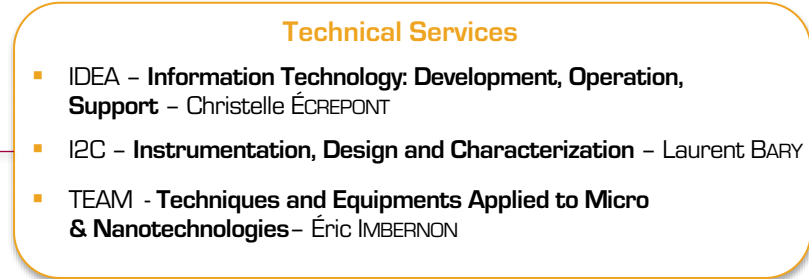 Technical Services
▪ IDEA – Information Technology: Development, Operation,
Support – Christelle ÉCREPONT
▪ I2C – Instrumentation, Design and Characterization – Laurent BARY
▪ TEAM - Techniques and Equipments Applied to Micro
& Nanotechnologies– Éric IMBERNON